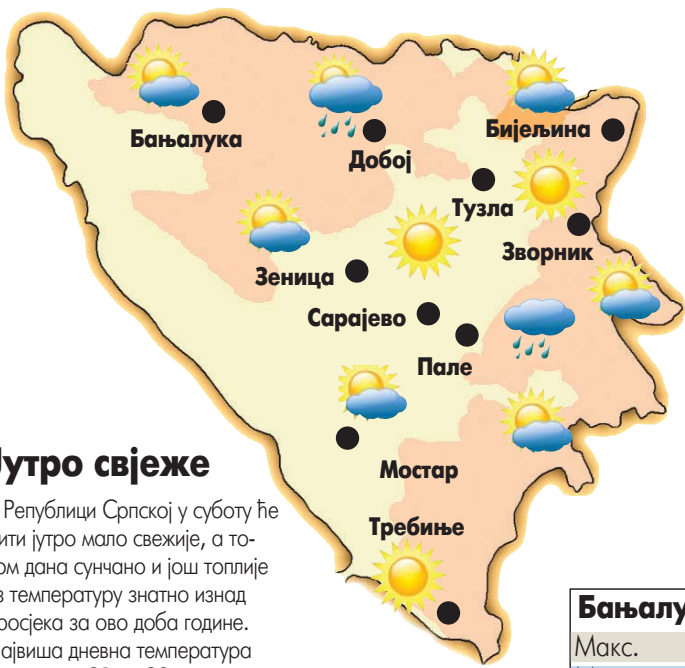 Бањалука
Добој
Бијељина
Тузла
Зворник
Зеница
Сарајево
Пале
Мостар
Требиње
утро свјеже
Републици Српској у суботу ће
ити јутро мало свежије, а то-
ом дана сунчано и још топлије
з температуру знатно изнад
росјека за ово доба године.
ајвиша дневна температура
Бањалу
Макс.